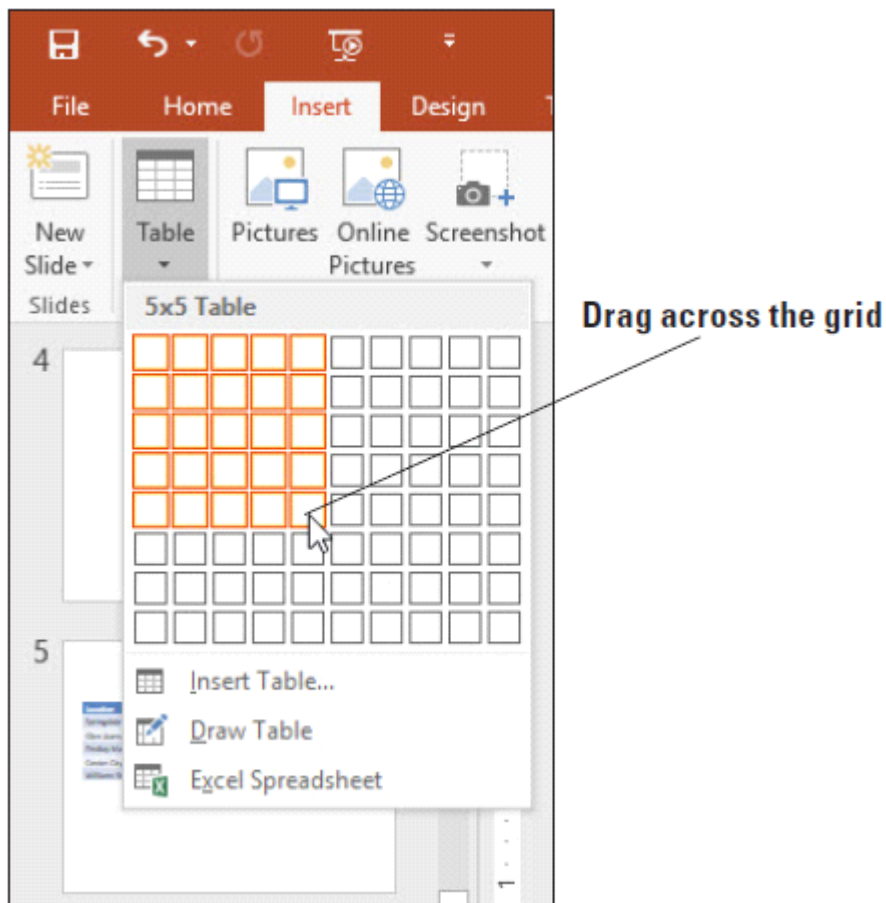 File Home Insert Design
New Table Pictures Online Screenshot
Slide Pictures
Slides
5x5 Table
Drag across the grid
4
5
Insert Table...
Draw Table
Excel Spreadsheet
1